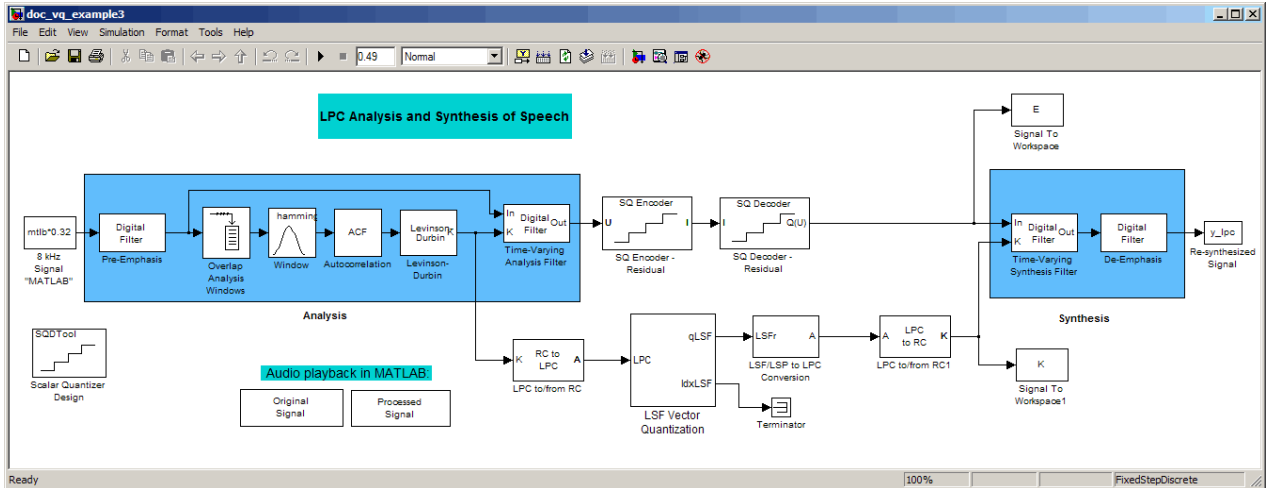 doc_vq_example3
File Edit View Simulation Format Tools Help
0.49 Normal
LPC Analysis and Synthesis of Speech
E
Signal To
Workspace
mtlb*0.32
8 kHz
Signal
"MATLAB"
Digital
Filter
Pre-Emphasis
Overlap
Analysis
Windows
hamming
Window
ACF
Autocorrelation
Levinson
Durbin
K
Levinson-
Durbin
In
K
Digital
Filter
Out
Time-Varying
Analysis Filter
Analysis
SQ Encoder
U
I
SQ Encoder -
Residual
SQ Decoder
I
Q(U)
SQ Decoder -
Residual
In
K
Digital
Filter
Out
Time-Varying
Synthesis Filter
Digital
Filter
De-Emphasis
Synthesis
y_lpc
Re-synthesized
Signal
SQDTool
Scalar Quantizer
Design
Audio playback in MATLAB:
Original
Signal
Processed
Signal
K
RC to
LPC
A
LPC to/from RC
LPC
qLSF
IdxLSF
LSF Vector
Quantization
LSFr
A
LSF/LSP to LPC
Conversion
Terminator
A
LPC
to RC
K
LPC to/from RC1
K
Signal To
Workspace1
Ready
100%
FixedStepDiscrete